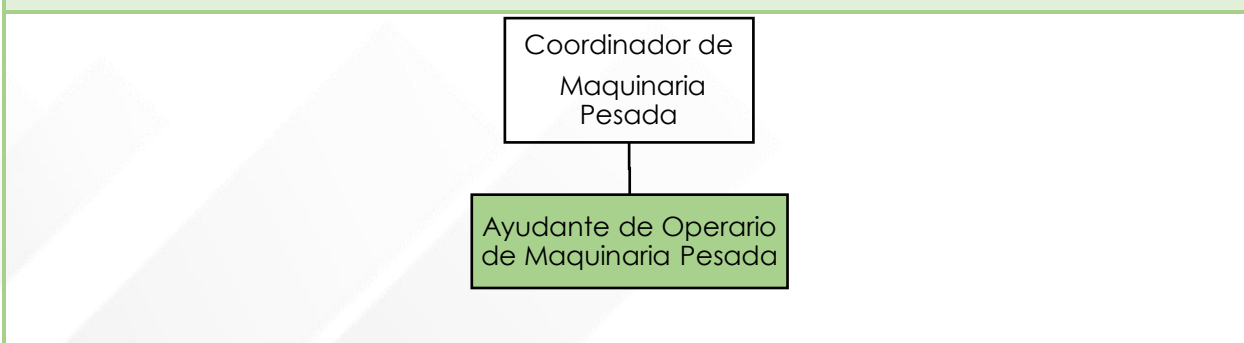 Coordinador de
Maquinaria
Pesada
Ayudante de Operario
de Maquinaria Pesada